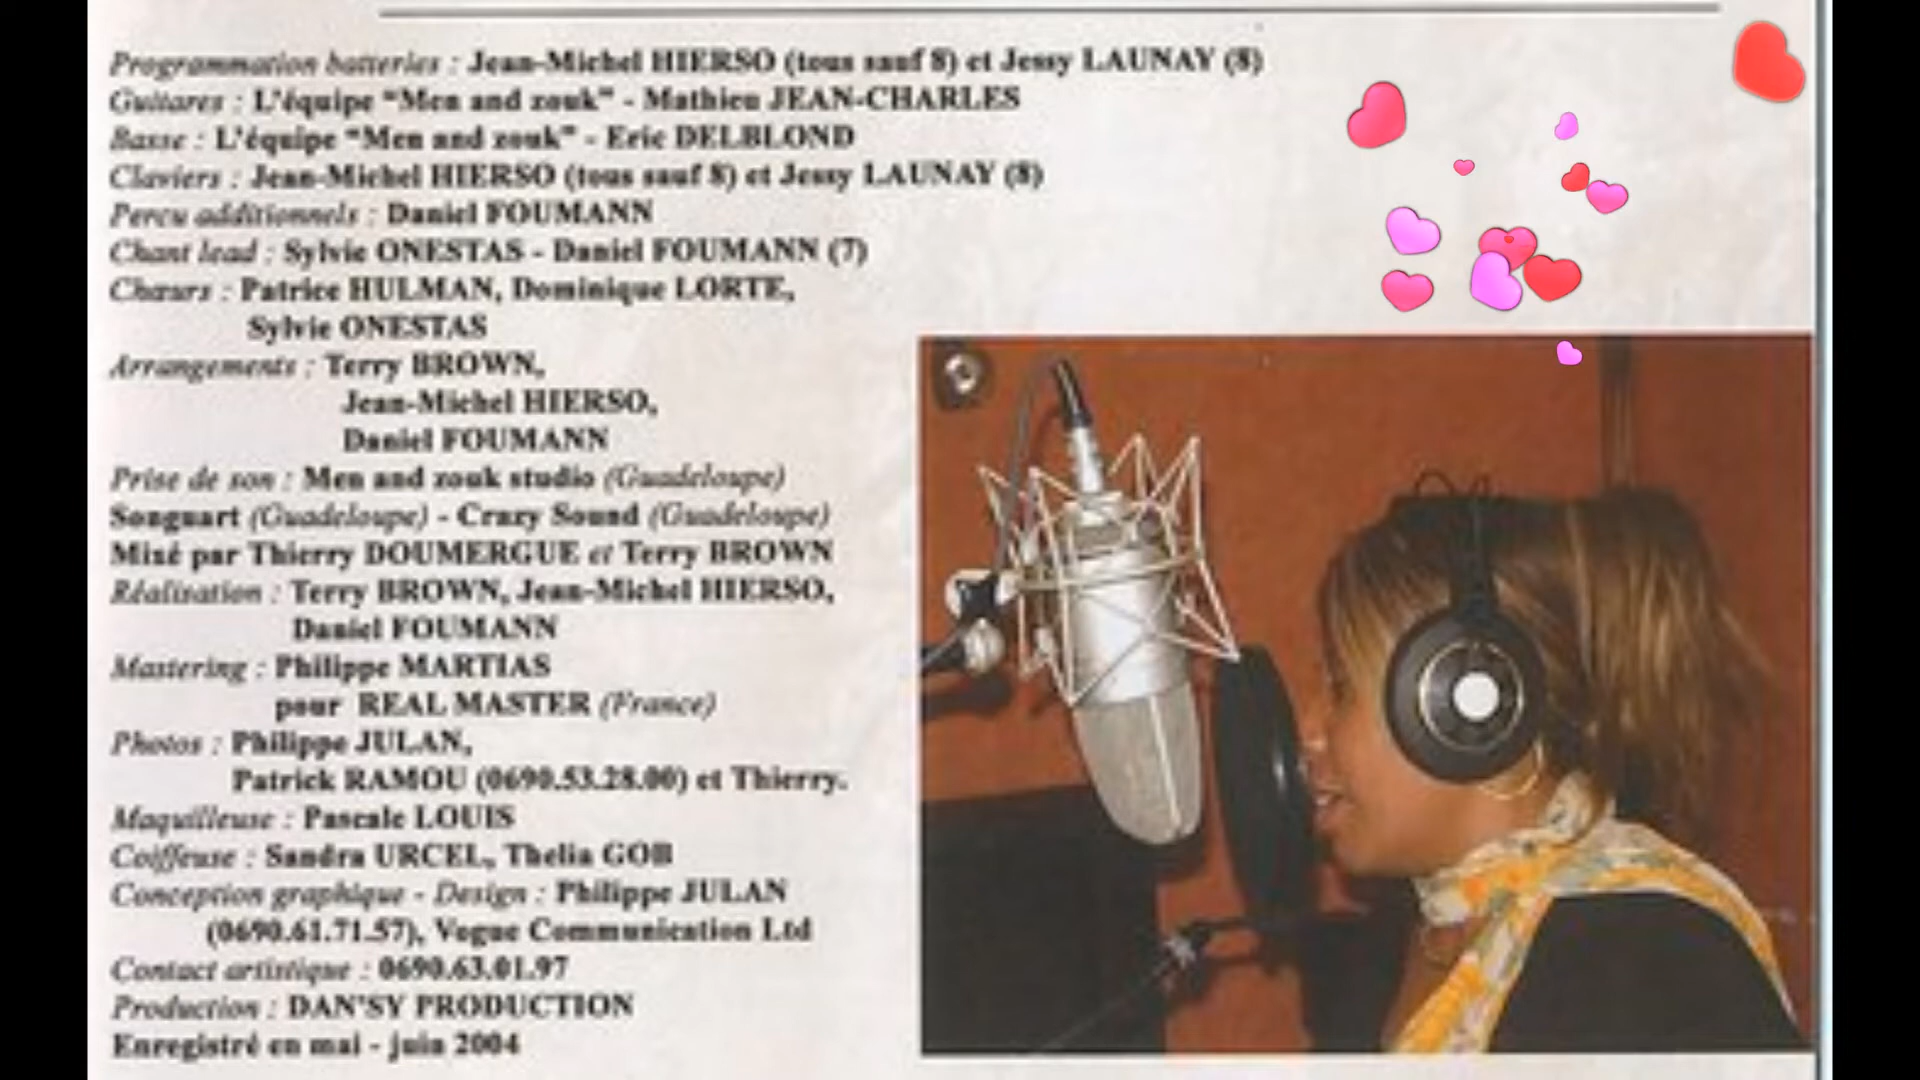 Programmation batteries : Jean-Michel HIERSO (tous sauf 8) et Jessy LAUNAY (8)
Guitares : L'équipe "Men and zouk" - Mathieu JEAN-CHARLES
Basse : L'équipe "Men and zouk" - Eric DELBLOND
Claviers : Jean-Michel HIERSO (tous sauf 8) et Jessy LAUNAY (8)
Percu additionnels : Daniel FOUMANN
Chant lead : Sylvie ONESTAS - Daniel FOUMANN (7)
Chœurs : Patrice HULMAN, Dominique LORTE,
Sylvie ONESTAS
Arrangements : Terry BROWN,
Jean-Michel HIERSO,
Daniel FOUMANN
Prise de son : Men and zouk studio (Guadeloupe)
Songuart (Guadeloupe) - Crazy Sound (Guadeloupe)
Mixé par Thierry DOUMERGUE et Terry BROWN
Réalisation : Terry BROWN, Jean-Michel HIERSO,
Daniel FOUMANN
Mastering : Philippe MARTIAS
pour REAL MASTER (France)
Photos : Philippe JULAN,
Patrick RAMOU (0690.53.28.00) et Thierry.
Maquilleuse : Pascale LOUIS
Coiffeuse : Sandra URCEL, Thelia GOB
Conception graphique - Design : Philippe JULAN
(0690.61.71.57), Vogue Communication Ltd
Contact artistique : 0690.63.01.97
Production : DAN'SY PRODUCTION
Enregistré en mai - juin 2004